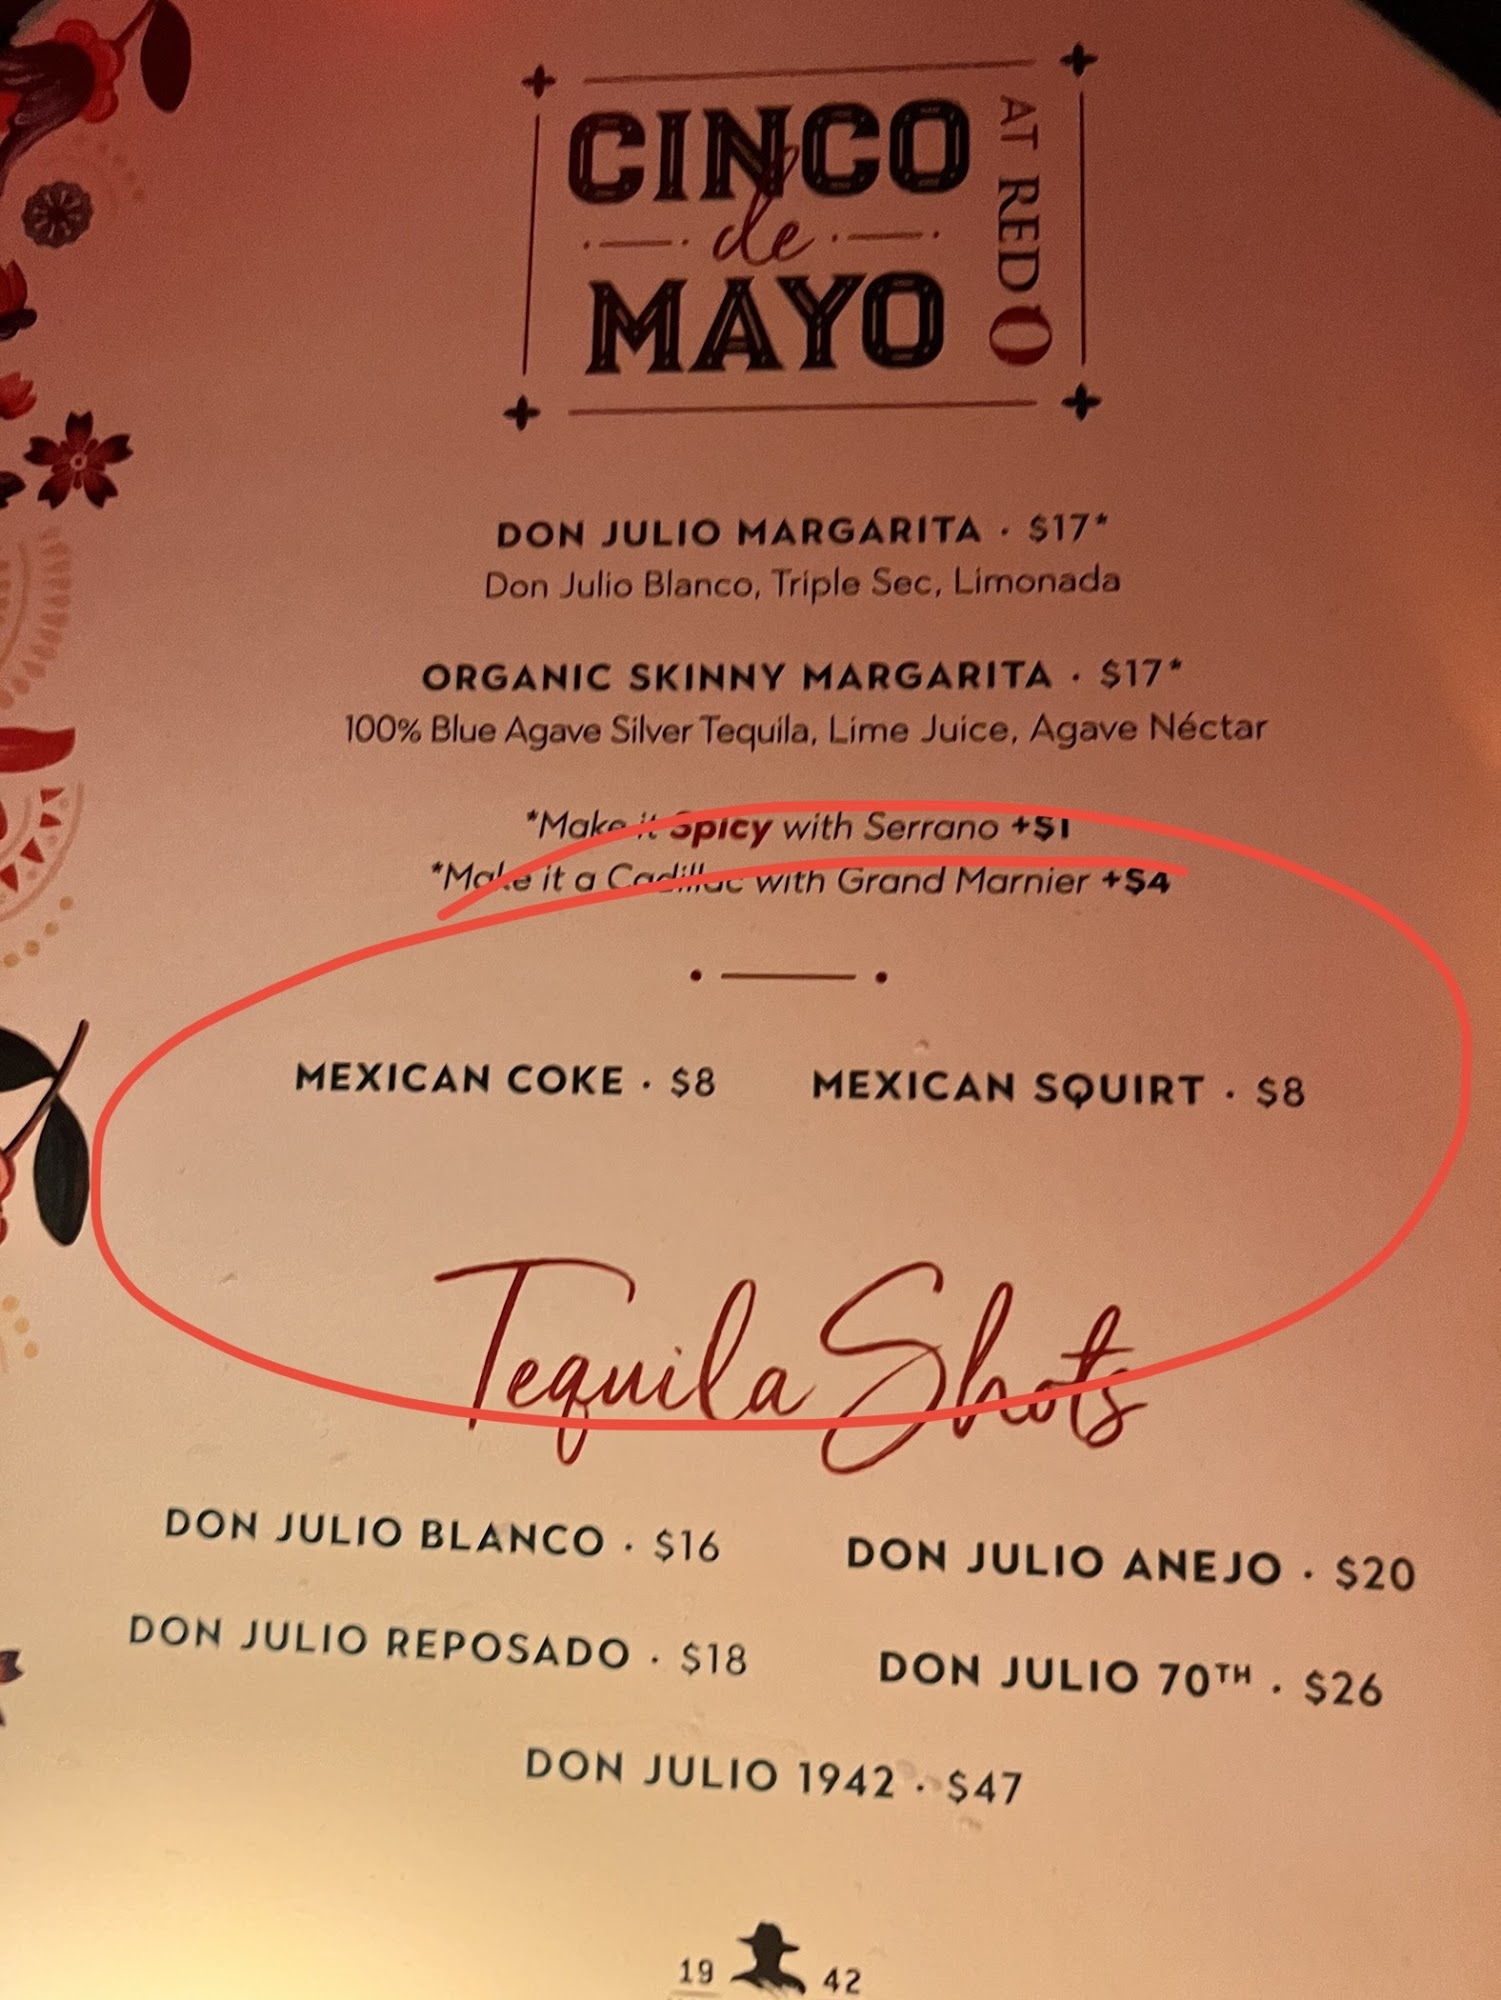 CINCO
de
MAYO
AT RED O
DON JULIO MARGARITA · $17*
Don Julio Blanco, Triple Sec, Limonada
ORGANIC SKINNY MARGARITA · $17*
100% Blue Agave Silver Tequila, Lime Juice, Agave Néctar
*Make it Spicy with Serrano +$1
*Make it a Cadillac with Grand Marnier +$4
MEXICAN COKE · $8 MEXICAN SQUIRT · $8
Tequila Shots
DON JULIO BLANCO · $16 DON JULIO ANEJO · $20
DON JULIO REPOSADO · $18 DON JULIO 70TH · $26
DON JULIO 1942 · $47
19 42